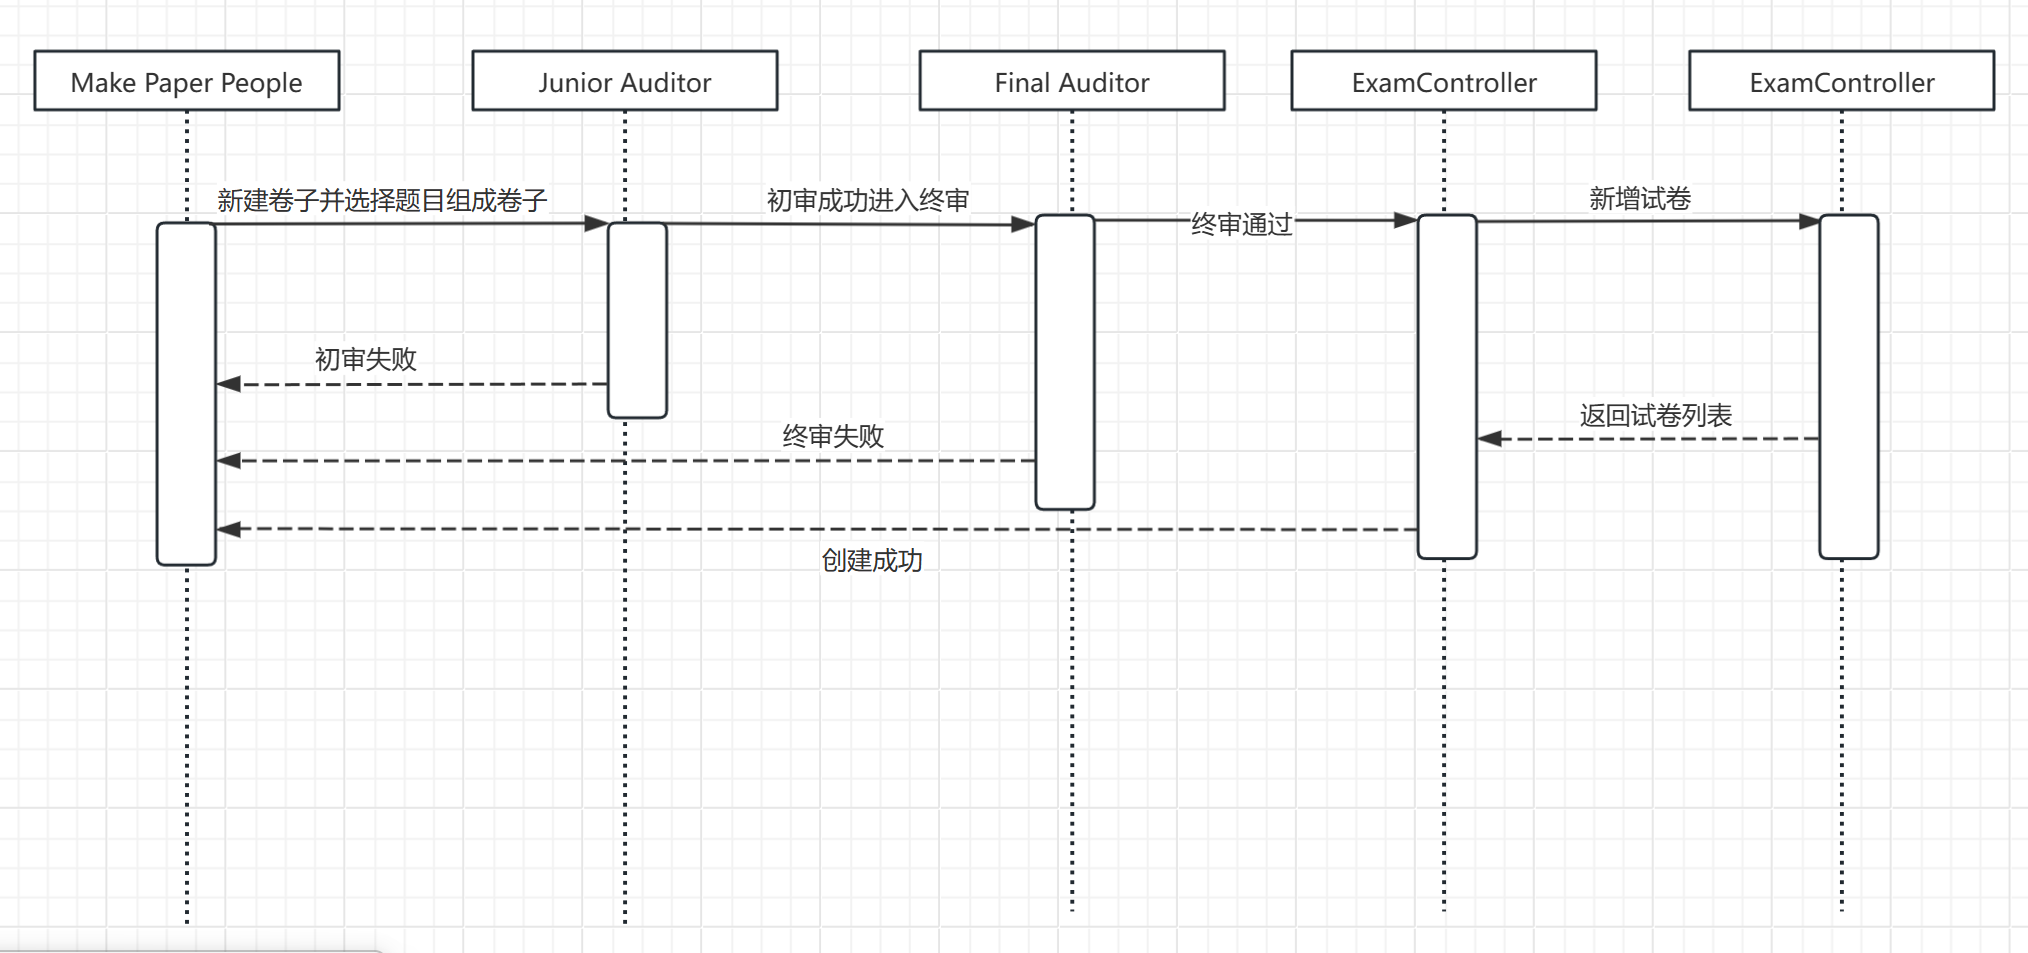 Make Paper People
Junior Auditor
Final Auditor
ExamController
ExamController
新建卷子并选择题目组成卷子
初审成功进入终审
终审通过
新增试卷
初审失败
返回试卷列表
终审失败
创建成功